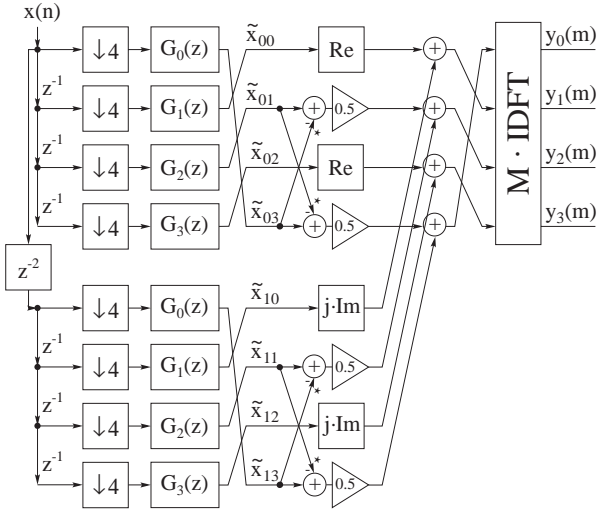 x(n)
↓4 G₀(z) x̃₀₀ Re + y₀(m)
z⁻¹
↓4 G₁(z) x̃₀₁ + - * 0.5 + y₁(m)
z⁻¹
↓4 G₂(z) x̃₀₂ Re + y₂(m)
z⁻¹
↓4 G₃(z) x̃₀₃ * - + 0.5 + y₃(m)
M · IDFT
z⁻²
↓4 G₀(z) x̃₁₀ j·Im
z⁻¹
↓4 G₁(z) x̃₁₁ + - * 0.5
z⁻¹
↓4 G₂(z) x̃₁₂ j·Im
z⁻¹
↓4 G₃(z) x̃₁₃ * - + 0.5